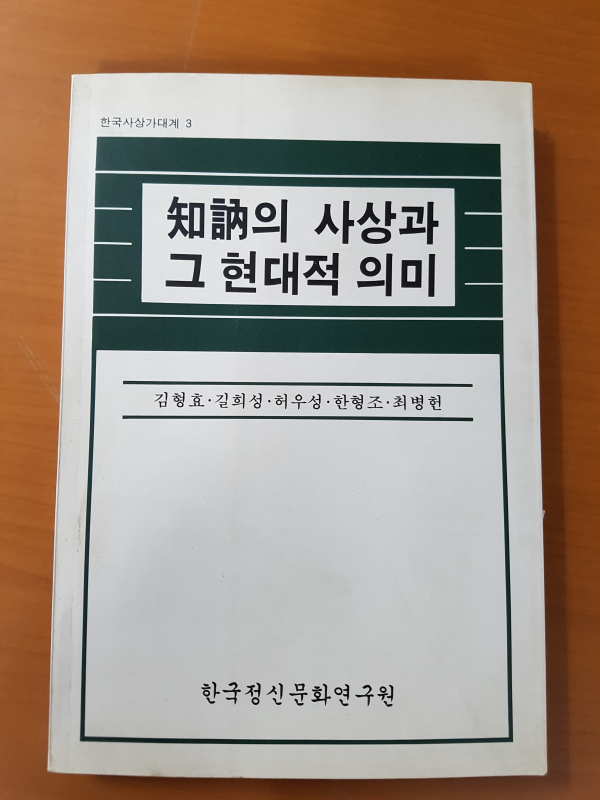 한국사상가대계 3
知訥의 사상과
그 현대적 의미
김형효·길희성·허우성·한형조·최병헌
한국정신문화연구원